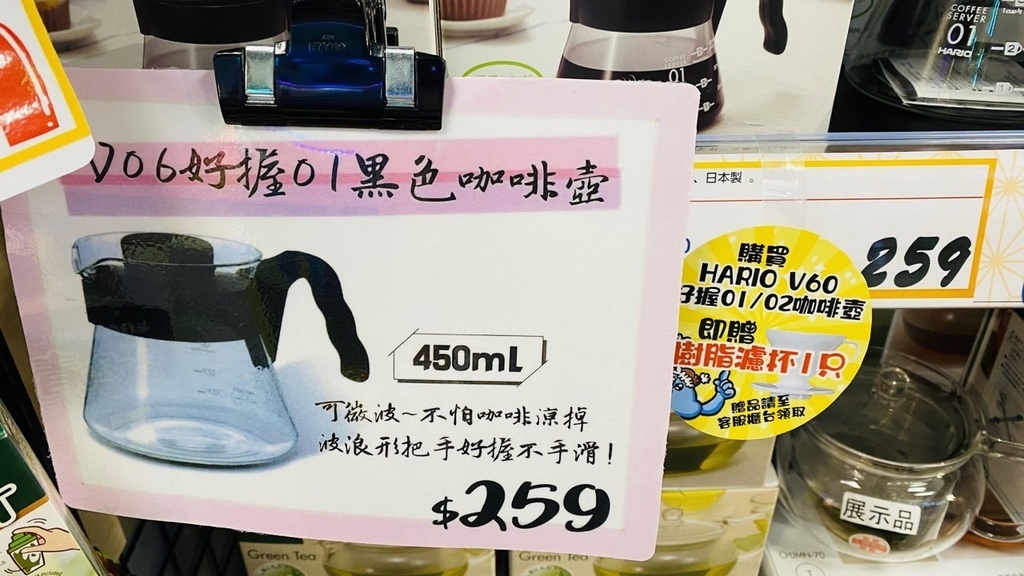 V06好握01黑色咖啡壺
450mL
可微波~不怕咖啡涼掉
波浪形把手好握不手滑!
$259
、日本製。
259
購買
HARIO V60
好握01/02咖啡壺
即贈
樹脂濾杯1只
贈品請至
客服櫃台領取
COFFEE
SERVER
01
HARIO
01
展示品
Green Tea
Green Tea